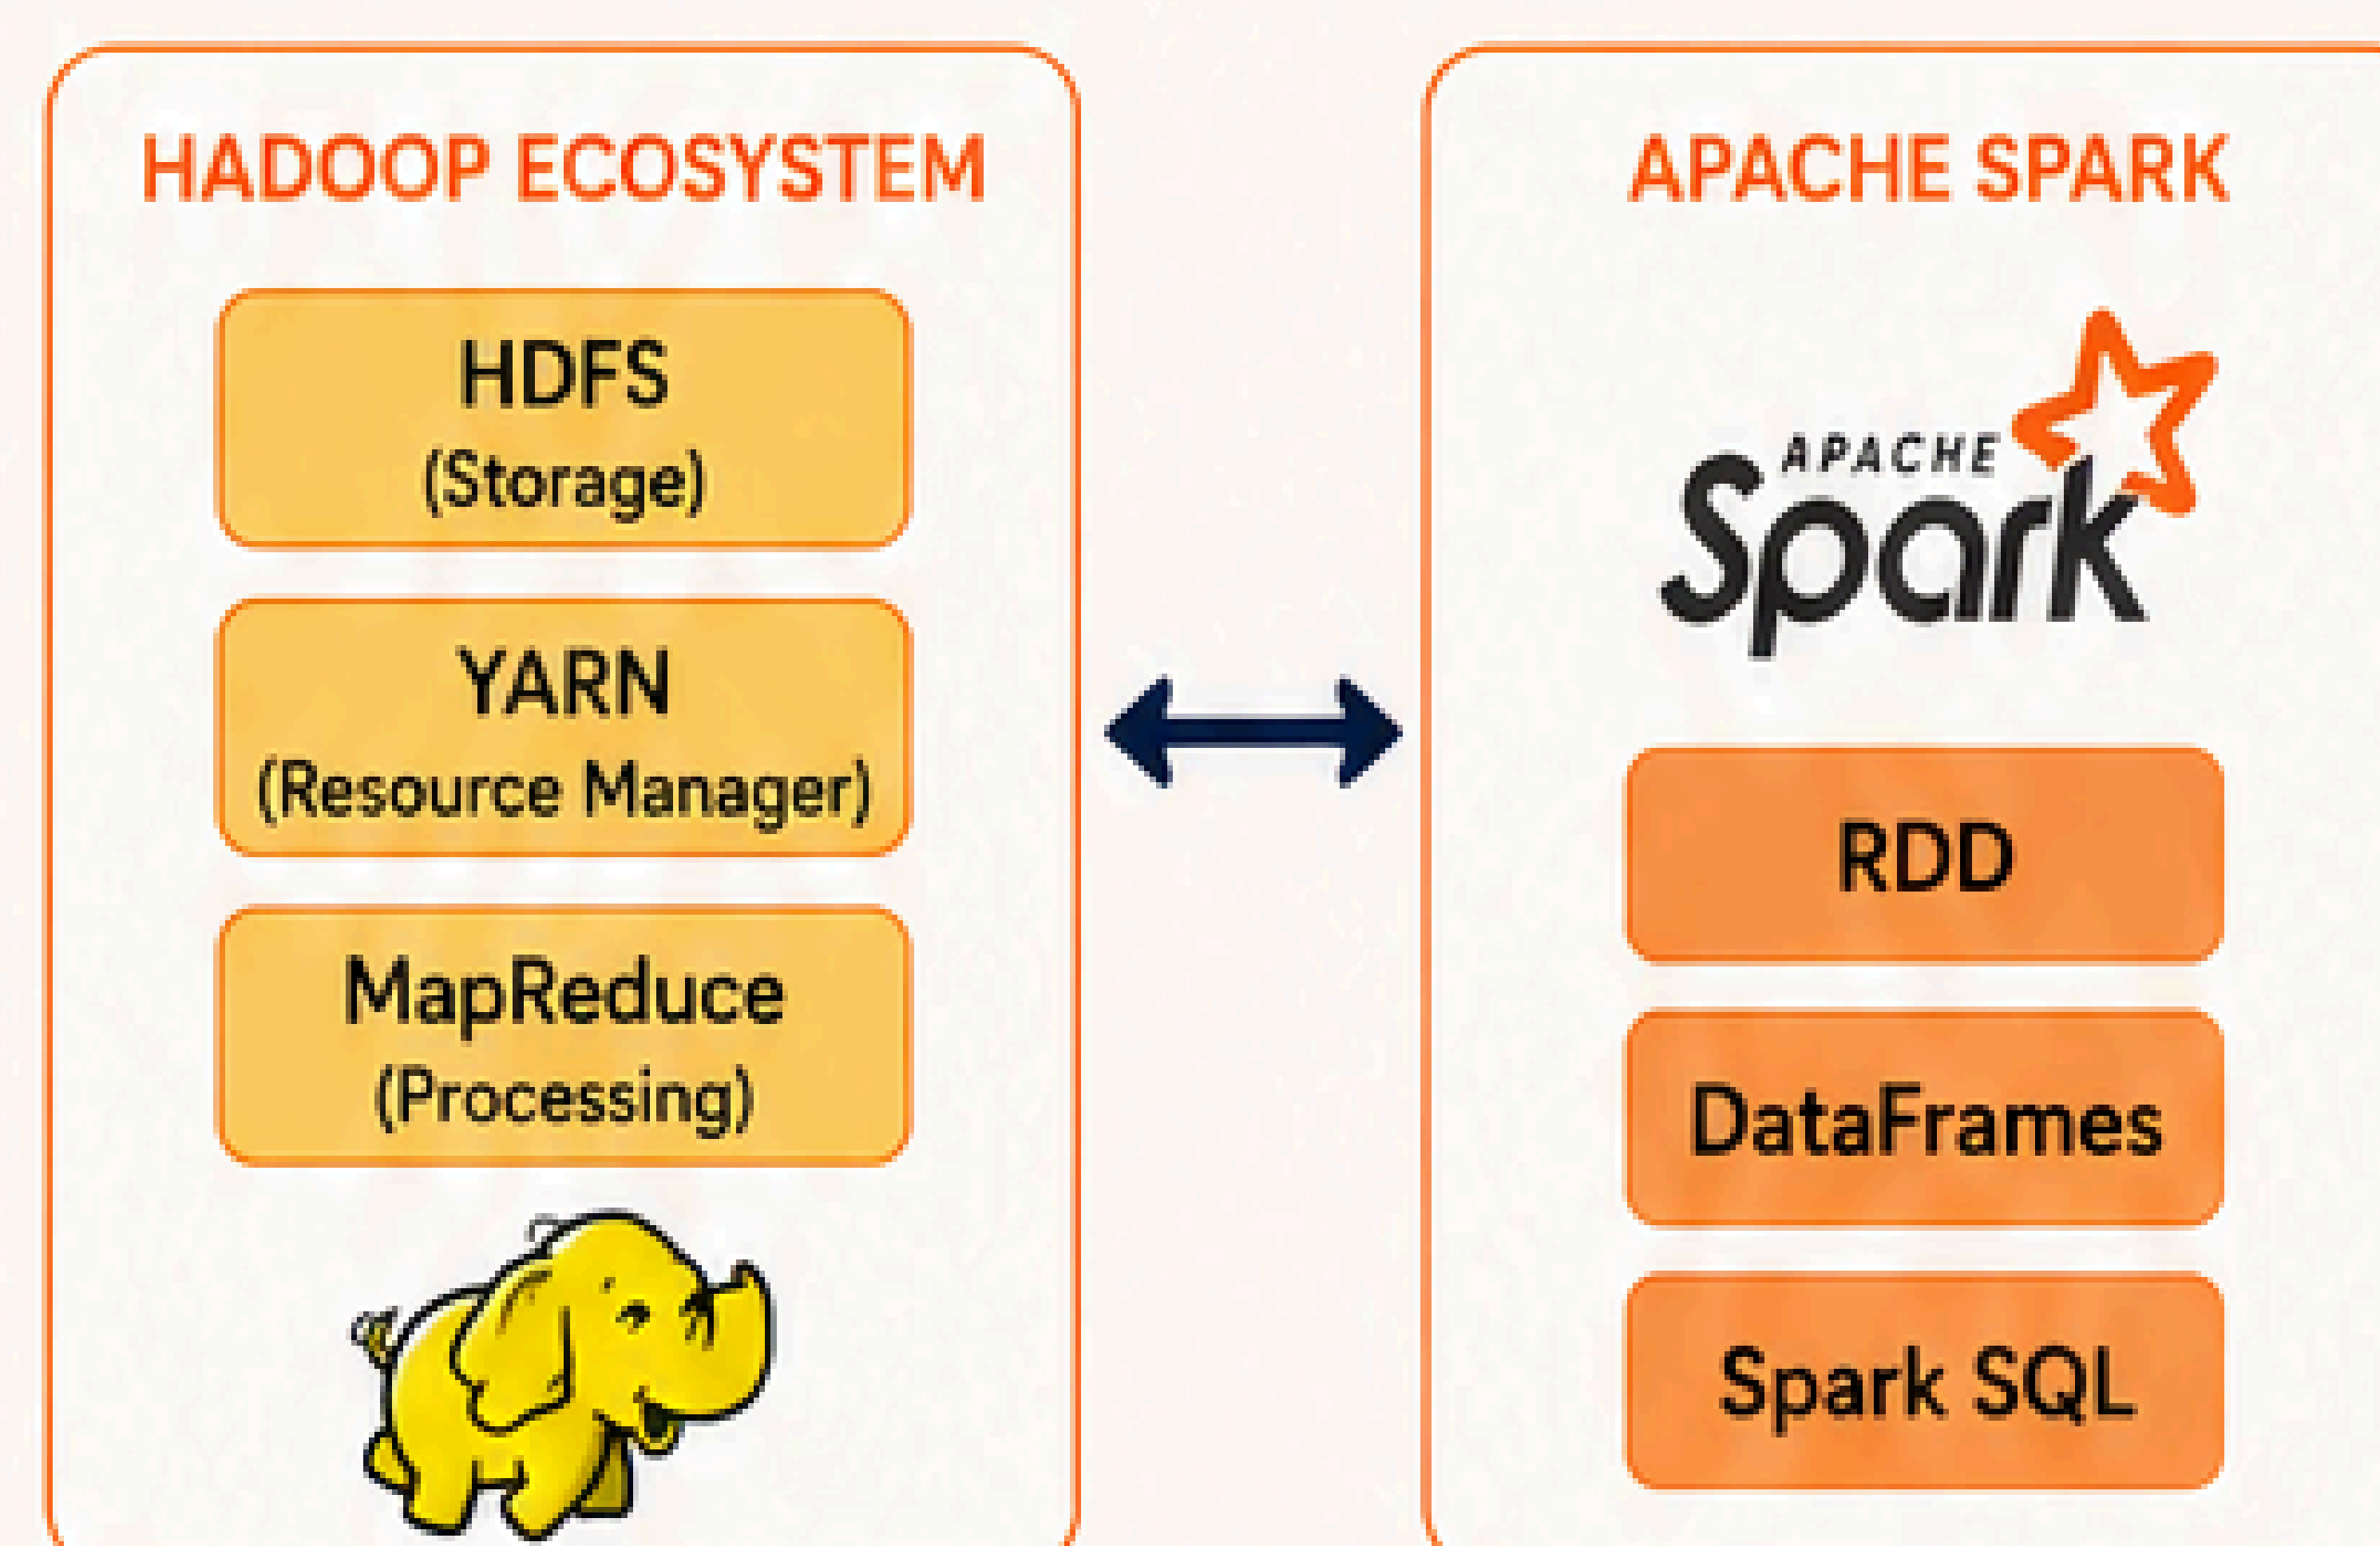 HADOOP ECOSYSTEM
HDFS
(Storage)
YARN
(Resource Manager)
MapReduce
(Processing)
APACHE SPARK
APACHE
Spark
RDD
DataFrames
Spark SQL